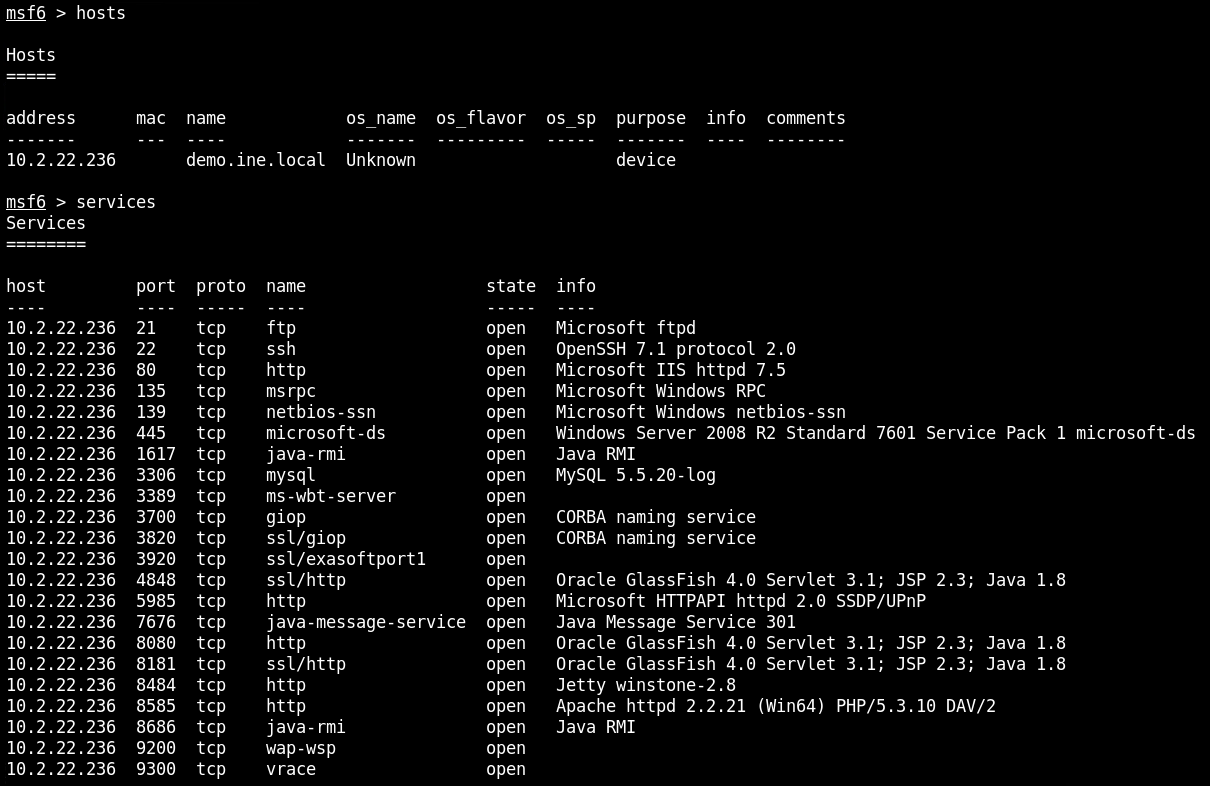 msf6 > hosts

Hosts
=====

address      mac  name            os_name  os_flavor  os_sp  purpose  info  comments
-------      ---  ----            -------  ---------  -----  -------  ----  --------
10.2.22.236       demo.ine.local  Unknown                    device

msf6 > services
Services
========

host         port  proto  name                  state  info
----         ----  -----  ----                  -----  ----
10.2.22.236  21    tcp    ftp                   open   Microsoft ftpd
10.2.22.236  22    tcp    ssh                   open   OpenSSH 7.1 protocol 2.0
10.2.22.236  80    tcp    http                  open   Microsoft IIS httpd 7.5
10.2.22.236  135   tcp    msrpc                 open   Microsoft Windows RPC
10.2.22.236  139   tcp    netbios-ssn           open   Microsoft Windows netbios-ssn
10.2.22.236  445   tcp    microsoft-ds          open   Windows Server 2008 R2 Standard 7601 Service Pack 1 microsoft-ds
10.2.22.236  1617  tcp    java-rmi              open   Java RMI
10.2.22.236  3306  tcp    mysql                 open   MySQL 5.5.20-log
10.2.22.236  3389  tcp    ms-wbt-server         open
10.2.22.236  3700  tcp    giop                  open   CORBA naming service
10.2.22.236  3820  tcp    ssl/giop              open   CORBA naming service
10.2.22.236  3920  tcp    ssl/exasoftport1      open
10.2.22.236  4848  tcp    ssl/http              open   Oracle GlassFish 4.0 Servlet 3.1; JSP 2.3; Java 1.8
10.2.22.236  5985  tcp    http                  open   Microsoft HTTPAPI httpd 2.0 SSDP/UPnP
10.2.22.236  7676  tcp    java-message-service  open   Java Message Service 301
10.2.22.236  8080  tcp    http                  open   Oracle GlassFish 4.0 Servlet 3.1; JSP 2.3; Java 1.8
10.2.22.236  8181  tcp    ssl/http              open   Oracle GlassFish 4.0 Servlet 3.1; JSP 2.3; Java 1.8
10.2.22.236  8484  tcp    http                  open   Jetty winstone-2.8
10.2.22.236  8585  tcp    http                  open   Apache httpd 2.2.21 (Win64) PHP/5.3.10 DAV/2
10.2.22.236  8686  tcp    java-rmi              open   Java RMI
10.2.22.236  9200  tcp    wap-wsp               open
10.2.22.236  9300  tcp    vrace                 open